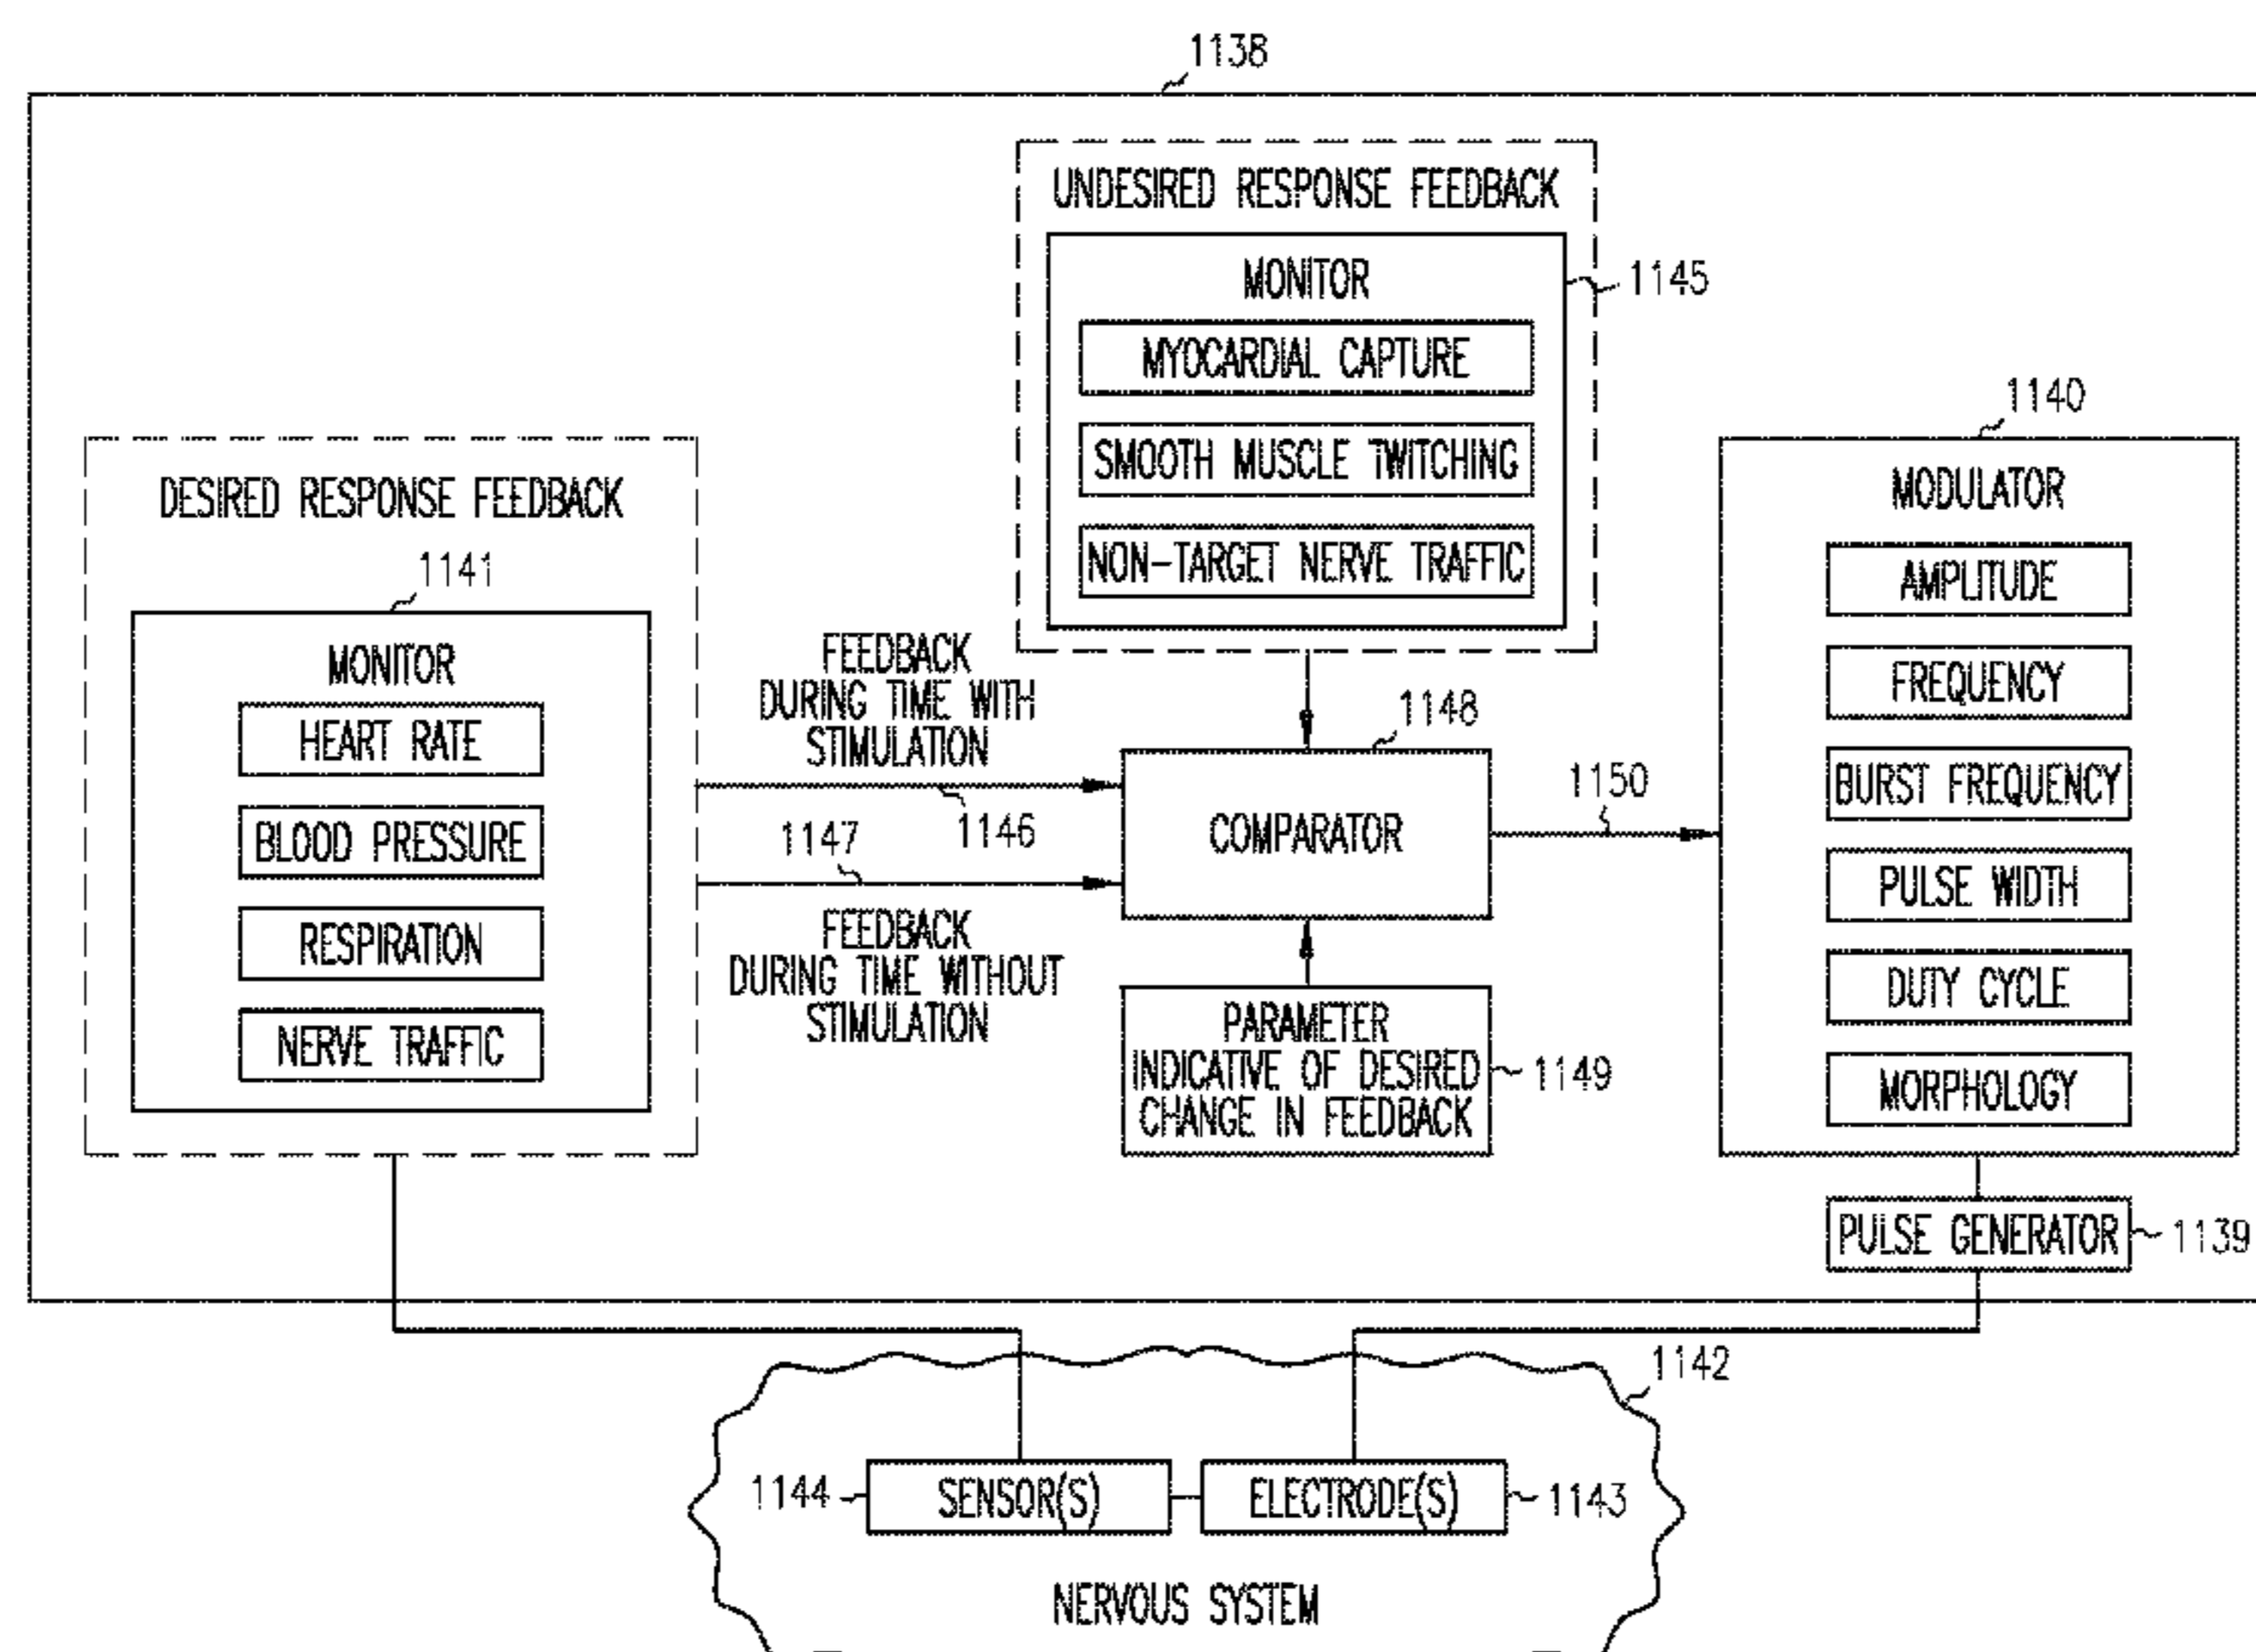 1138
UNDESIRED RESPONSE FEEDBACK
MONITOR
1145
MYOCARDIAL CAPTURE
SMOOTH MUSCLE TWITCHING
NON-TARGET NERVE TRAFFIC
DESIRED RESPONSE FEEDBACK
1141
MONITOR
HEART RATE
BLOOD PRESSURE
RESPIRATION
NERVE TRAFFIC
FEEDBACK
DURING TIME WITH
STIMULATION
1146
1147
FEEDBACK
DURING TIME WITHOUT
STIMULATION
1148
COMPARATOR
1150
PARAMETER
INDICATIVE OF DESIRED
CHANGE IN FEEDBACK
1149
1140
MODULATOR
AMPLITUDE
FREQUENCY
BURST FREQUENCY
PULSE WIDTH
DUTY CYCLE
MORPHOLOGY
PULSE GENERATOR
1139
1142
1144
SENSOR(S)
ELECTRODE(S)
1143
NERVOUS SYSTEM